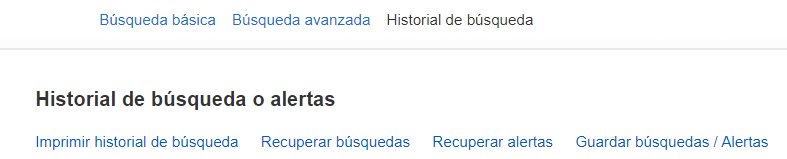 Búsqueda básica Búsqueda avanzada Historial de búsqueda
Historial de búsqueda o alertas
Imprimir historial de búsqueda Recuperar búsquedas Recuperar alertas Guardar búsquedas / Alertas